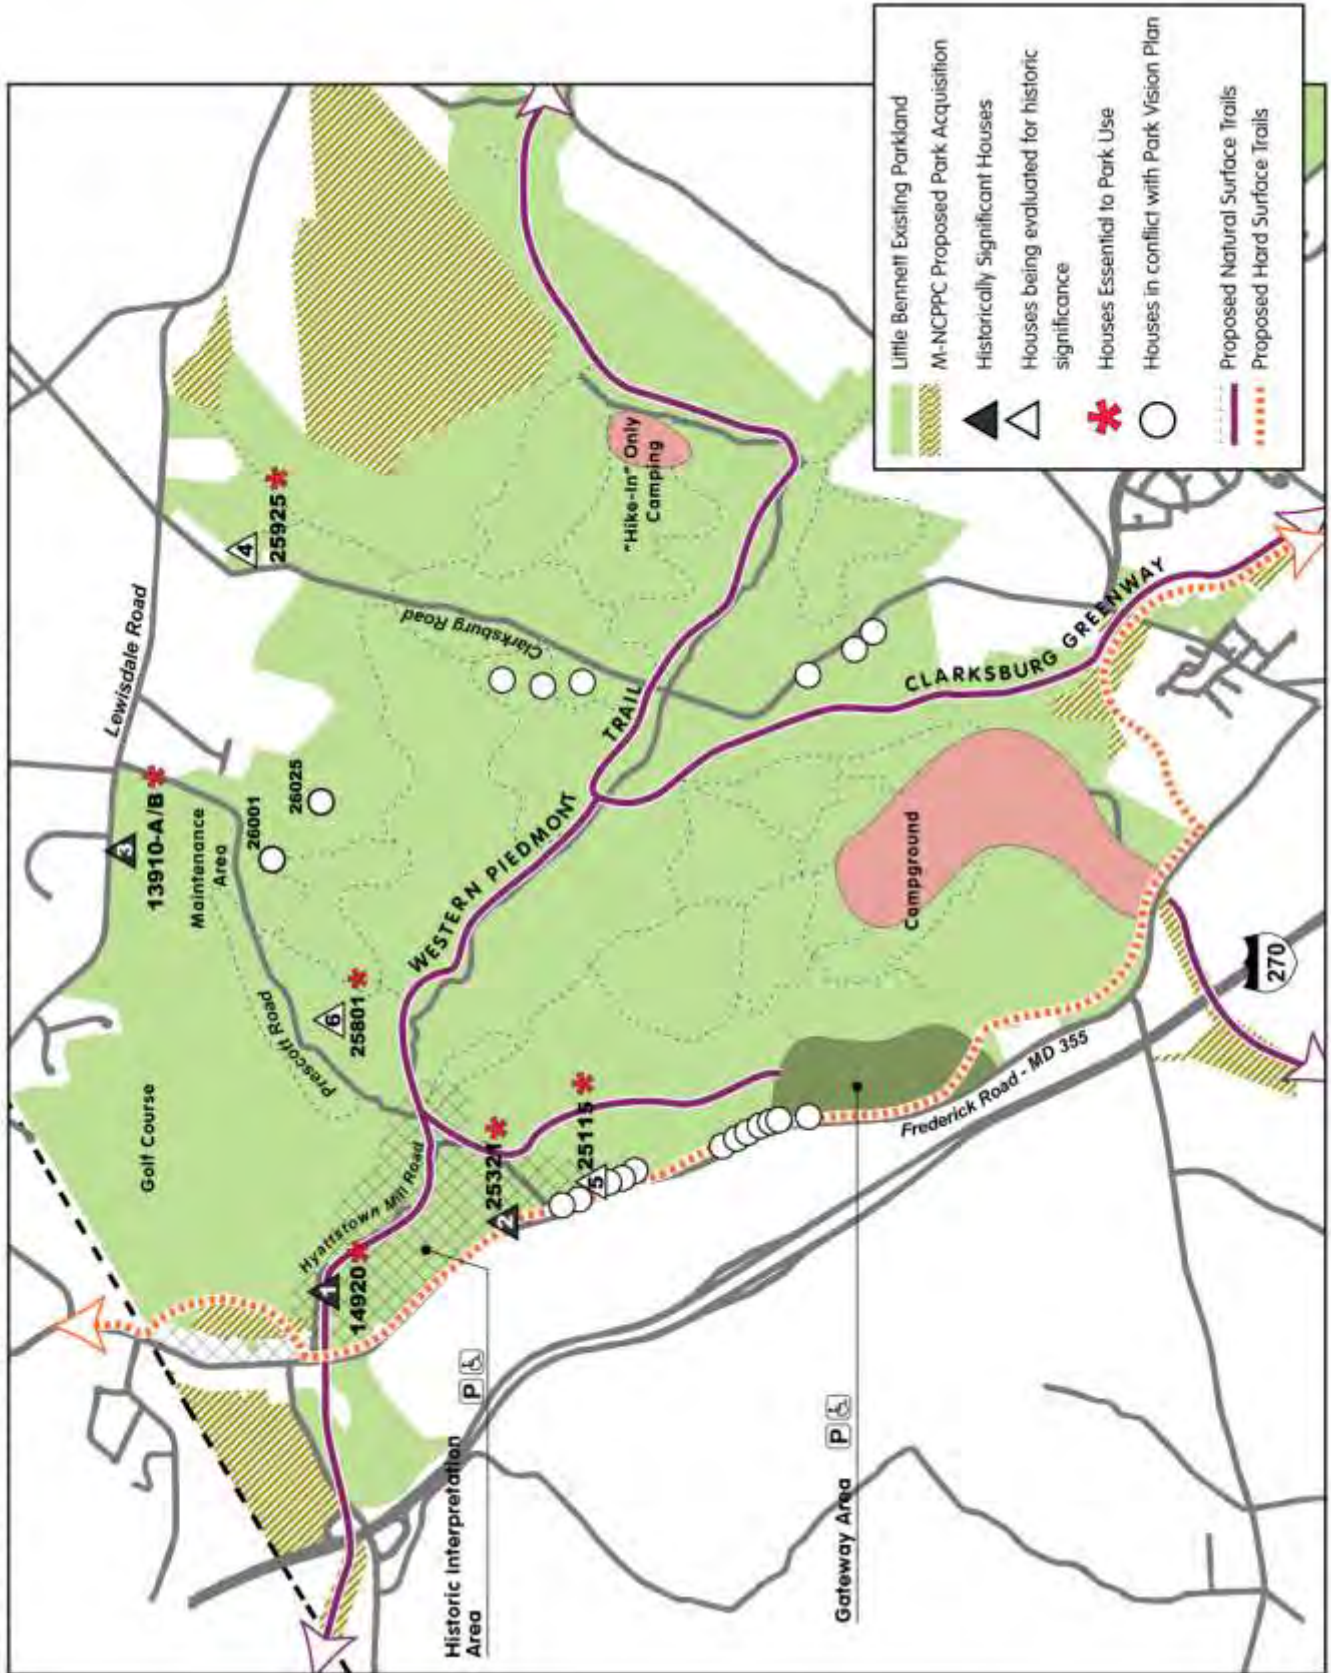 Little Bennett Existing Parkland
M-NCPPC Proposed Park Acquisition
Historically Significant Houses
Houses being evaluated for historic
significance
Houses Essential to Park Use
Houses in conflict with Park Vision Plan
Proposed Natural Surface Trails
Proposed Hard Surface Trails
Lewisdale Road
4
25925
"Hike-In" Only
Camping
Clarksburg Road
3
13910-A/B
Maintenance
Area
26001
26025
WESTERN PIEDMONT
TRAIL
CLARKSBURG GREENWAY
Campground
Golf Course
Prescott Road
6
25801
Hyattstown Mill Road
1
14920
2
25321
5
25115
Frederick Road - MD 355
270
Historic Interpretation
Area
P
Gateway Area
P